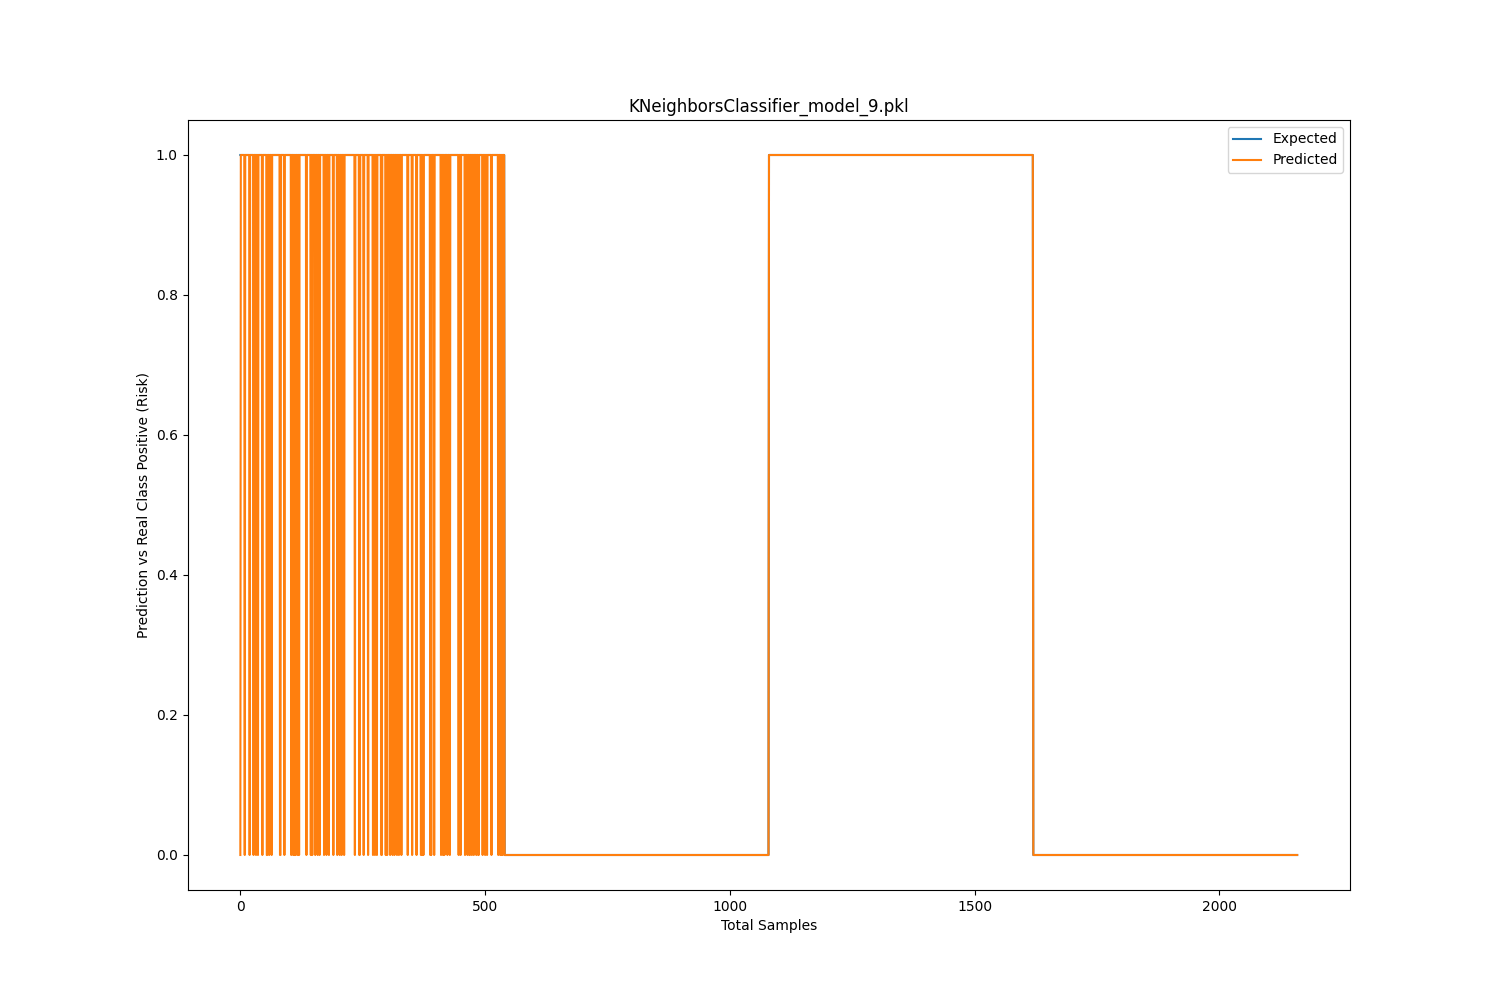 KNeighborsClassifier_model_9.pkl
Expected
Predicted
1.0
0.8
0.6
0.4
0.2
0.0
Prediction vs Real Class Positive (Risk)
0
500
1000
1500
2000
Total Samples